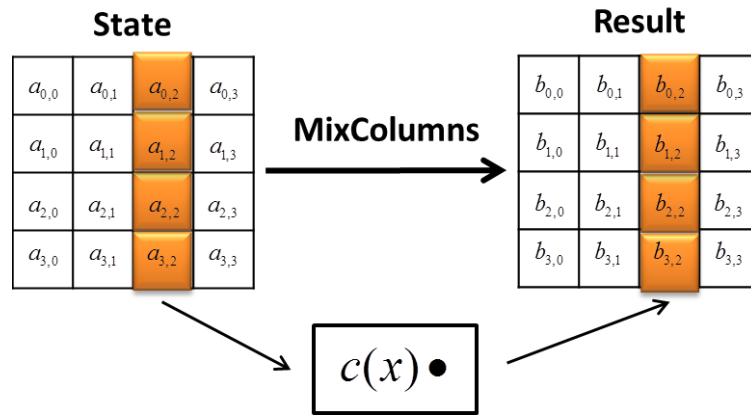 State
Result
a0,0 a0,1 a0,2 a0,3
a1,0 a1,1 a1,2 a1,3
a2,0 a2,1 a2,2 a2,3
a3,0 a3,1 a3,2 a3,3
MixColumns
b0,0 b0,1 b0,2 b0,3
b1,0 b1,1 b1,2 b1,3
b2,0 b2,1 b2,2 b2,3
b3,0 b3,1 b3,2 b3,3
c(x) •